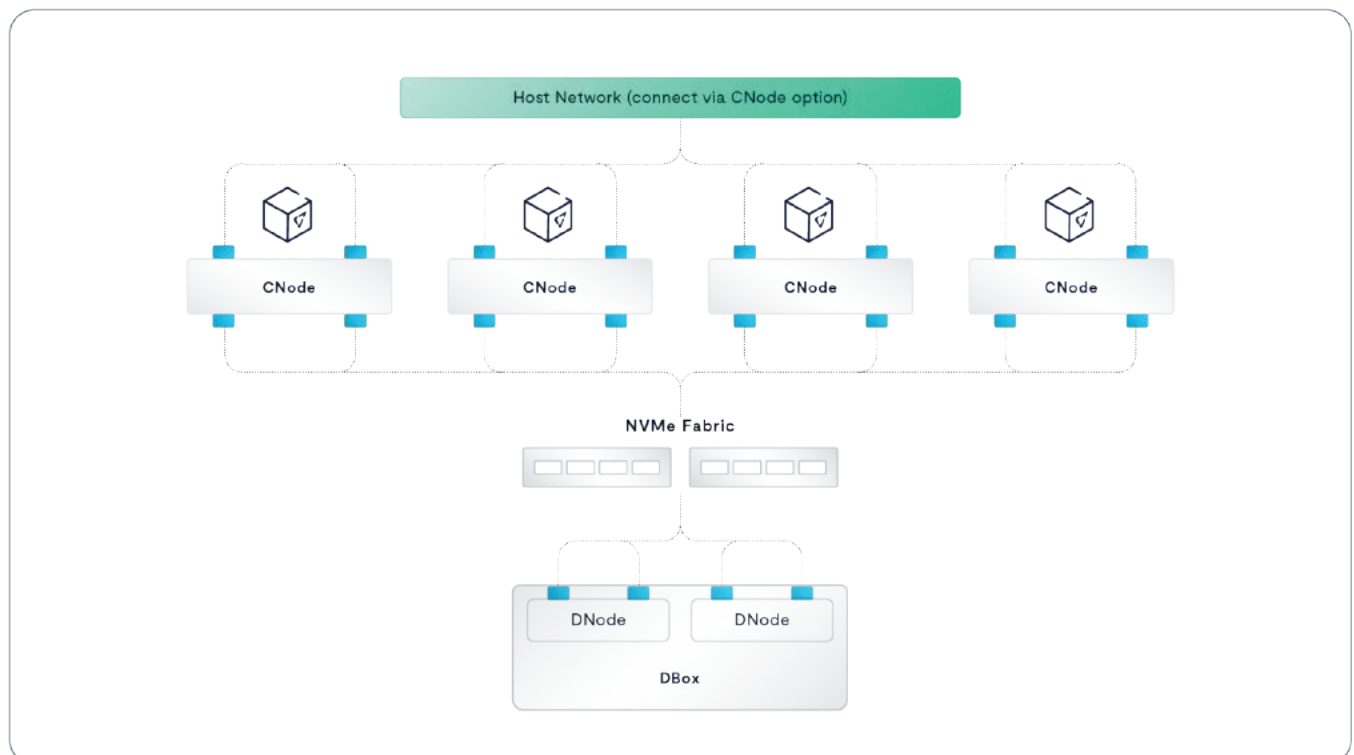 Host Network (connect via CNode option)
CNode
CNode
CNode
CNode
NVMe Fabric
DNode
DNode
DBox